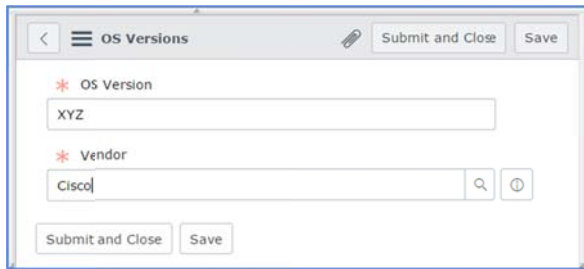 OS Versions Submit and Close Save
* OS Version
XYZ
* Vendor
Cisco
Submit and Close Save